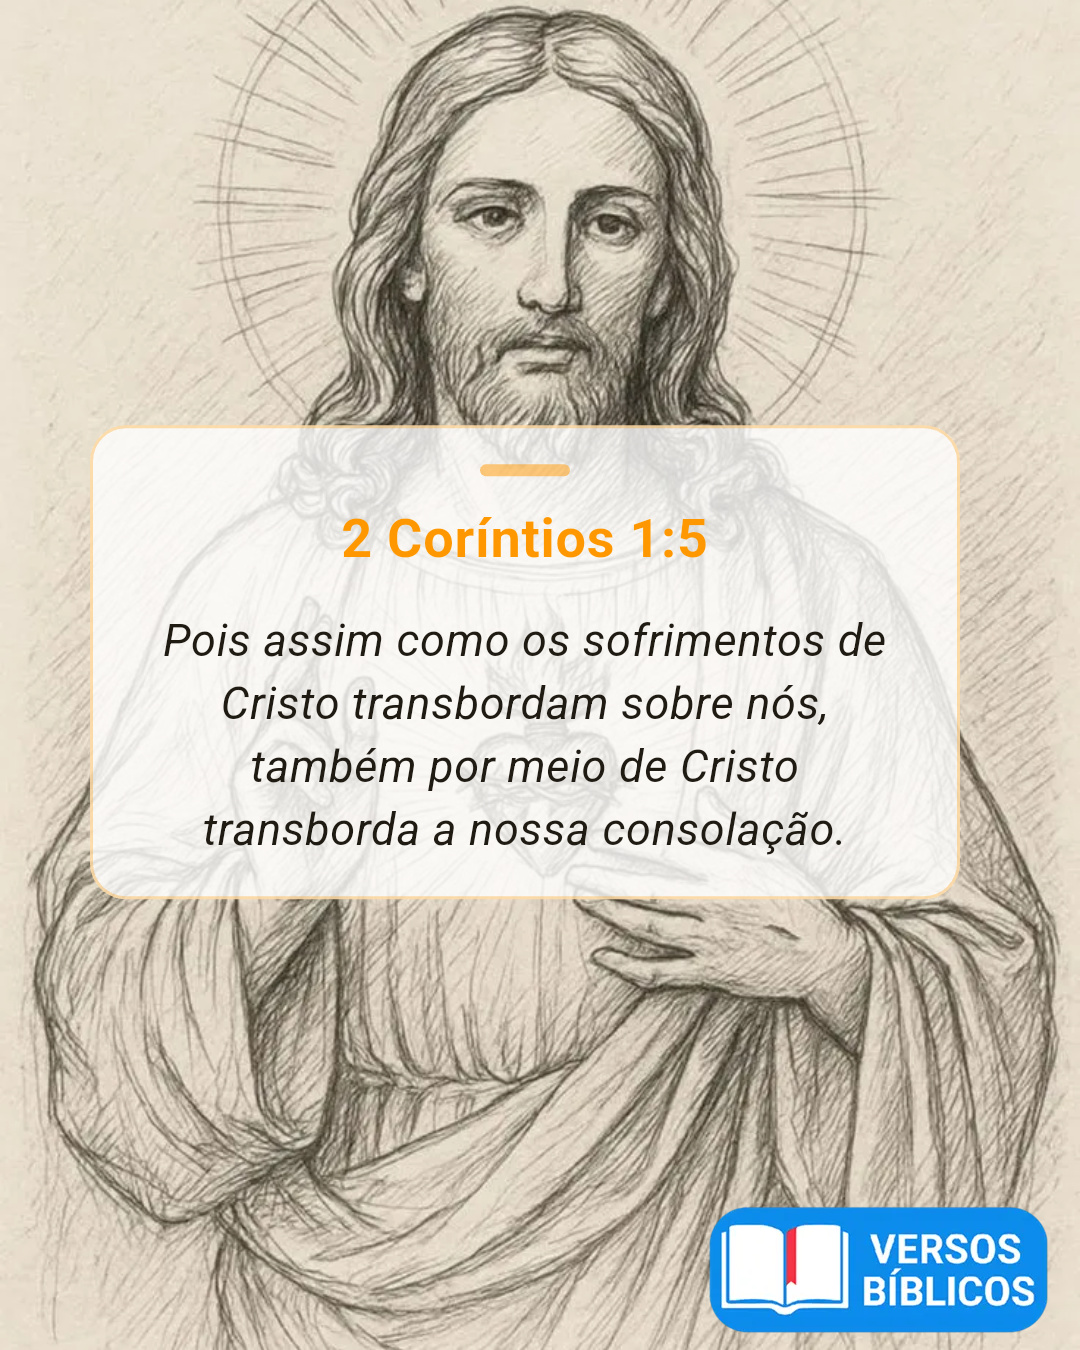 2 Coríntios 1:5
Pois assim como os sofrimentos de
Cristo transbordam sobre nós,
também por meio de Cristo
transborda a nossa consolação.
VERSOS
BÍBLICOS